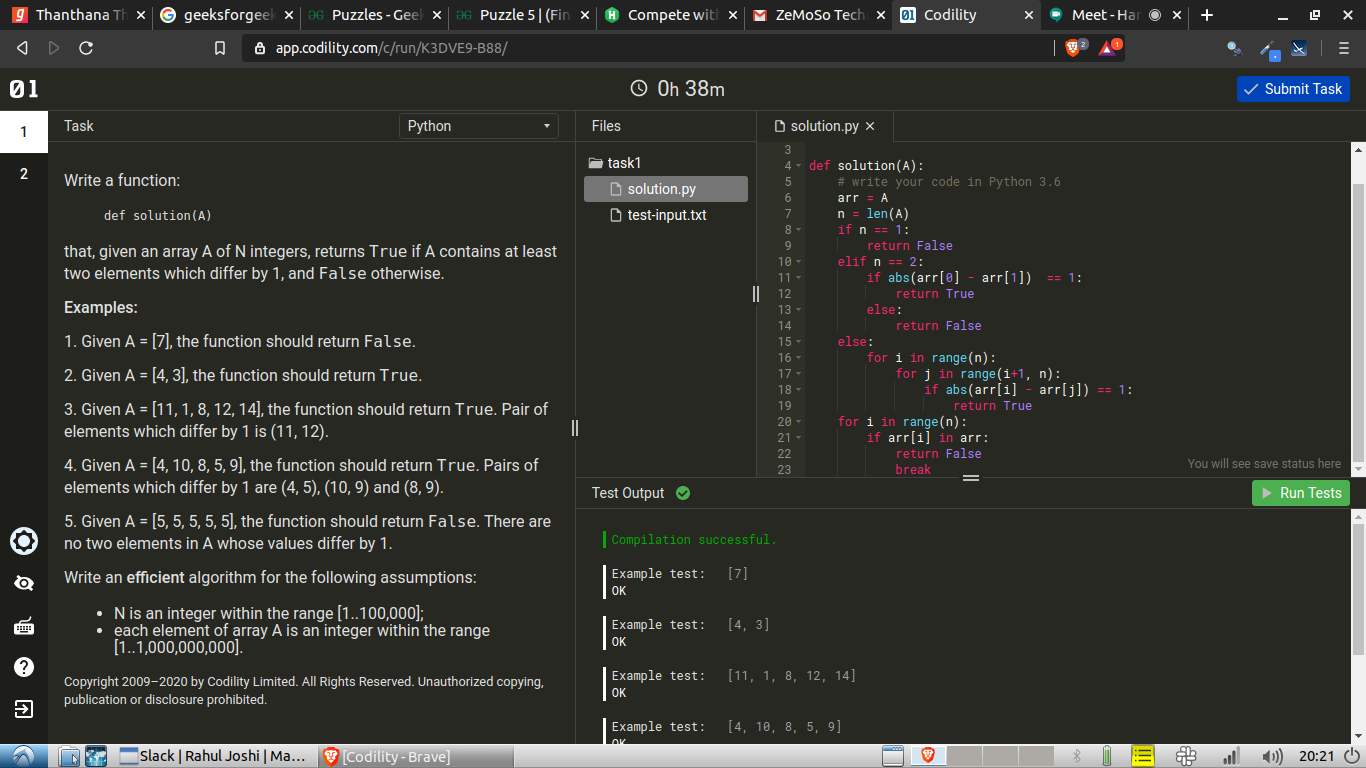 Thanthana Th
geeksforgeek
Puzzles - Geek
Puzzle 5 | (Fin
Compete with
ZeMoSo Tech
Codility
Meet - Har
app.codility.com/c/run/K3DVE9-B88/
2
1
01
0h 38m
Submit Task
1
2
Task
Python
Write a function:
def solution(A)
that, given an array A of N integers, returns True if A contains at least
two elements which differ by 1, and False otherwise.
Examples:
1. Given A = [7], the function should return False.
2. Given A = [4, 3], the function should return True.
3. Given A = [11, 1, 8, 12, 14], the function should return True. Pair of
elements which differ by 1 is (11, 12).
4. Given A = [4, 10, 8, 5, 9], the function should return True. Pairs of
elements which differ by 1 are (4, 5), (10, 9) and (8, 9).
5. Given A = [5, 5, 5, 5, 5], the function should return False. There are
no two elements in A whose values differ by 1.
Write an efficient algorithm for the following assumptions:
• N is an integer within the range [1..100,000];
• each element of array A is an integer within the range
[1..1,000,000,000].
Copyright 2009–2020 by Codility Limited. All Rights Reserved. Unauthorized copying,
publication or disclosure prohibited.
Files
task1
solution.py
test-input.txt
solution.py
3
4 def solution(A):
5 # write your code in Python 3.6
6 arr = A
7 n = len(A)
8 if n == 1:
9 return False
10 elif n == 2:
11 if abs(arr[0] - arr[1])  == 1:
12 return True
13 else:
14 return False
15 else:
16 for i in range(n):
17 for j in range(i+1, n):
18 if abs(arr[i] - arr[j]) == 1:
19 return True
20 for i in range(n):
21 if arr[i] in arr:
22 return False
23 break
You will see save status here
Test Output
Run Tests
Compilation successful.
Example test: [7]
OK
Example test: [4, 3]
OK
Example test: [11, 1, 8, 12, 14]
OK
Example test: [4, 10, 8, 5, 9]
OK
Slack | Rahul Joshi | Ma...
[Codility - Brave]
20:21